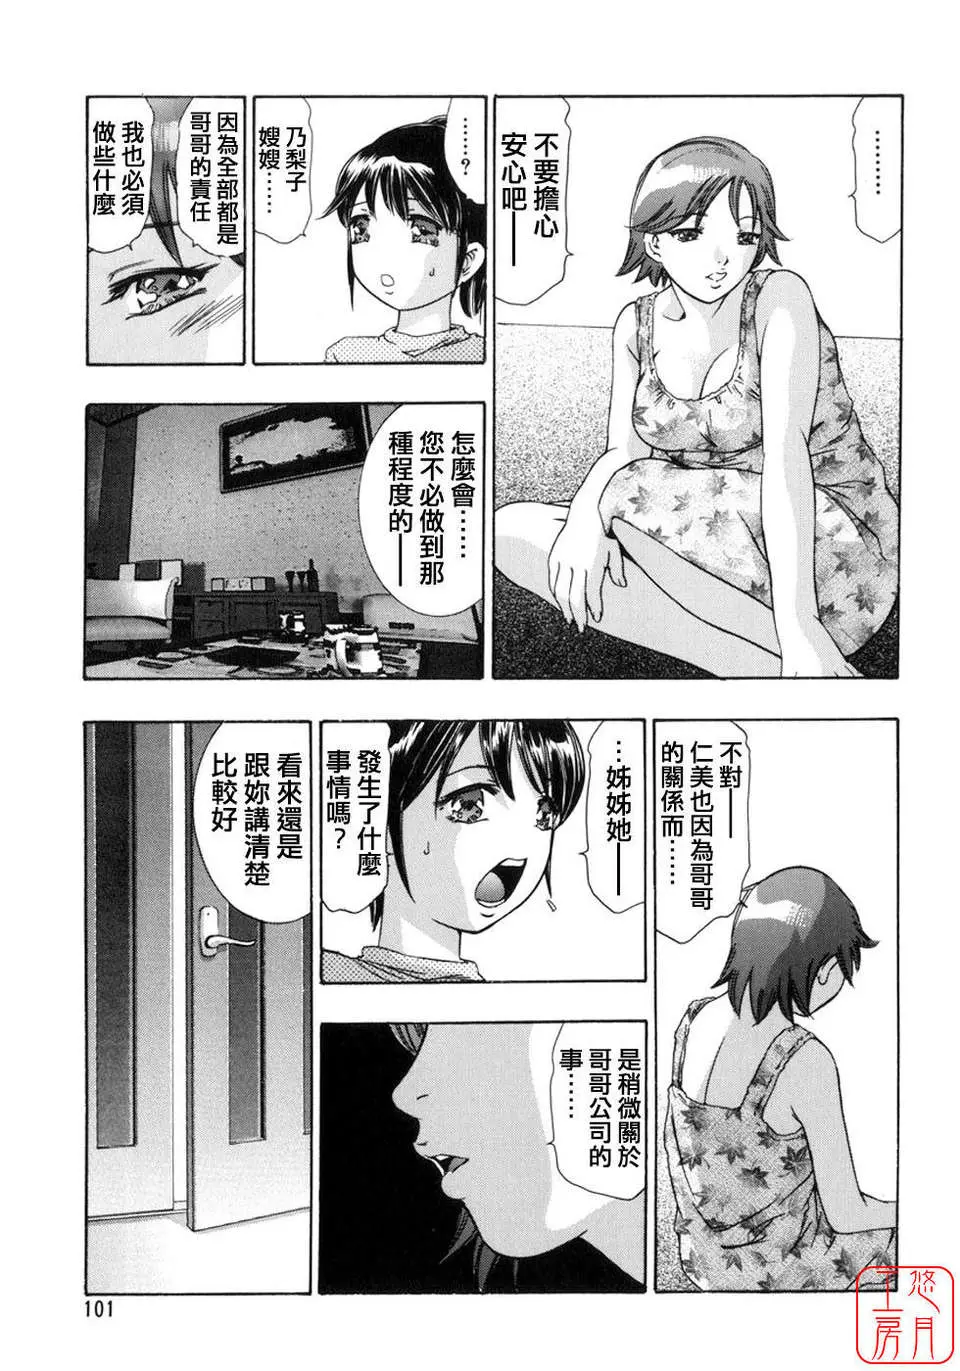 ………
不要擔心
安心吧——
……?
乃梨子
嫂嫂……
因為全部都是
哥哥的責任
我也必須
做些什麼
怎麼會……
您不必做到那
種程度的——
不對——
仁美也因為哥哥
的關係而……
…姊姊她——
發生了什麼
事情嗎？
是稍微關於
哥哥公司的
事……
看來還是
跟妳講清楚
比較好
101
悠月
工房